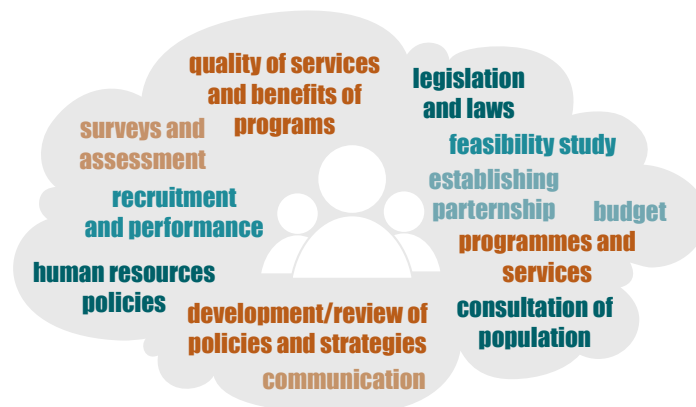 quality of services
and benefits of
programs
legislation
and laws
surveys and
assessment
feasibility study
establishing
parternship
budget
recruitment
and performance
programmes and
services
human resources
policies
development/review of
policies and strategies
consultation of
population
communication